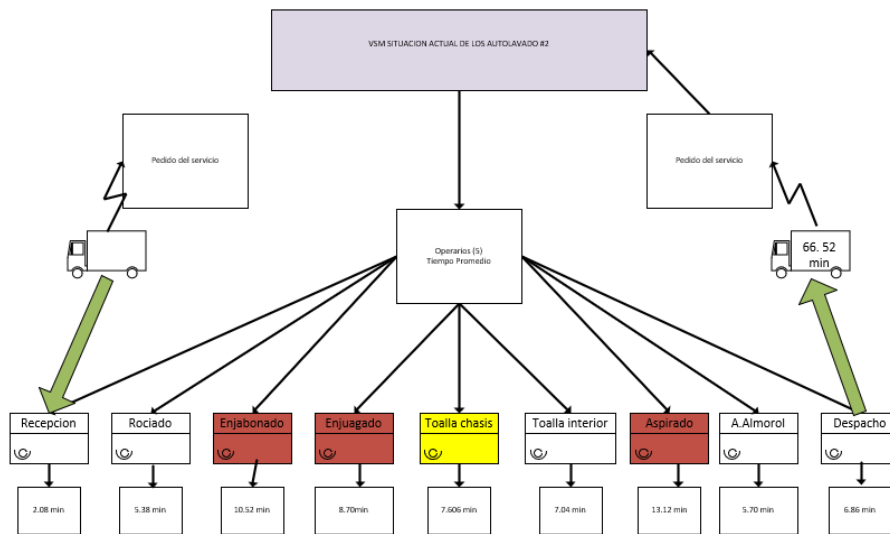 VSM SITUACION ACTUAL DE LOS AUTOLAVADO #2
Pedido del servicio
Pedido del servicio
Operarios (5)
Tiempo Promedio
66. 52
min
Recepcion
Rociado
Enjabonado
Enjuagado
Toalla chasis
Toalla interior
Aspirado
A.Almorol
Despacho
2.08 min
5.38 min
10.52 min
8.70min
7.606 min
7.04 min
13.12 min
5.70 min
6.86 min